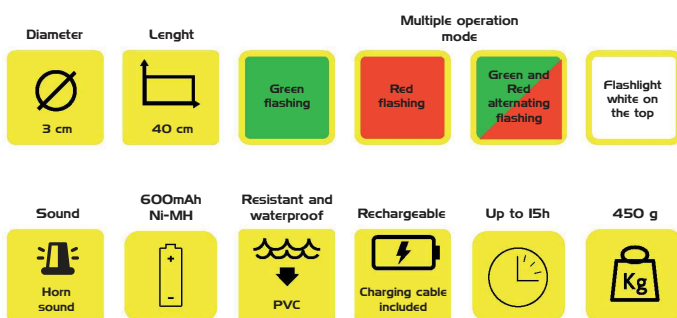 Diameter
Lenght
Multiple operation
mode
3 cm
40 cm
Green
flashing
Red
flashing
Green and
Red
alternating
flashing
Flashlight
white on
the top
Sound
600mAh
Ni-MH
Resistant and
waterproof
Rechargeable
Up to 15h
450 g
Horn
sound
+
-
PVC
Charging cable
included
Kg